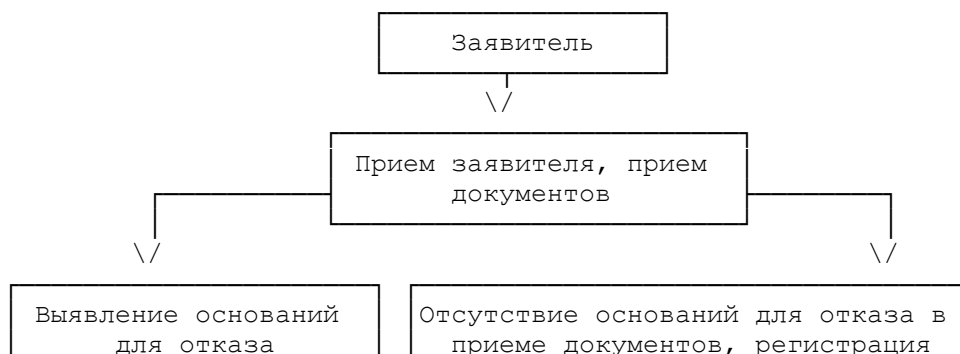 Заявитель
Прием заявителя, прием
документов
Выявление оснований
для отказа
Отсутствие оснований для отказа в
приеме документов, регистрация